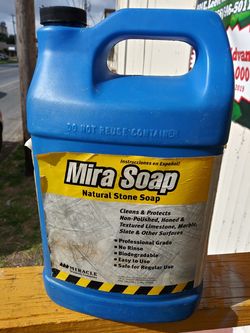 DO NOT REUSE CONTAINER
Instrucciones en Español!
Mira Soap
Natural Stone Soap
Cleans & Protects
Non-Polished, Honed &
Textured Limestone, Marble,
Slate & Other Surfaces
• Professional Grade
• No Rinse
• Biodegradable
• Easy to Use
• Safe for Regular Use
MIRACLE